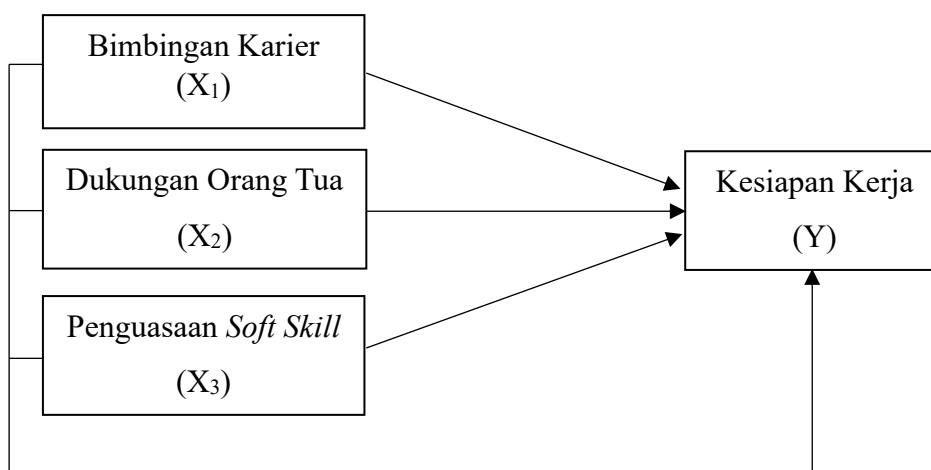 Bimbingan Karier
(X₁)
Dukungan Orang Tua
(X₂)
Penguasaan Soft Skill
(X₃)
Kesiapan Kerja
(Y)